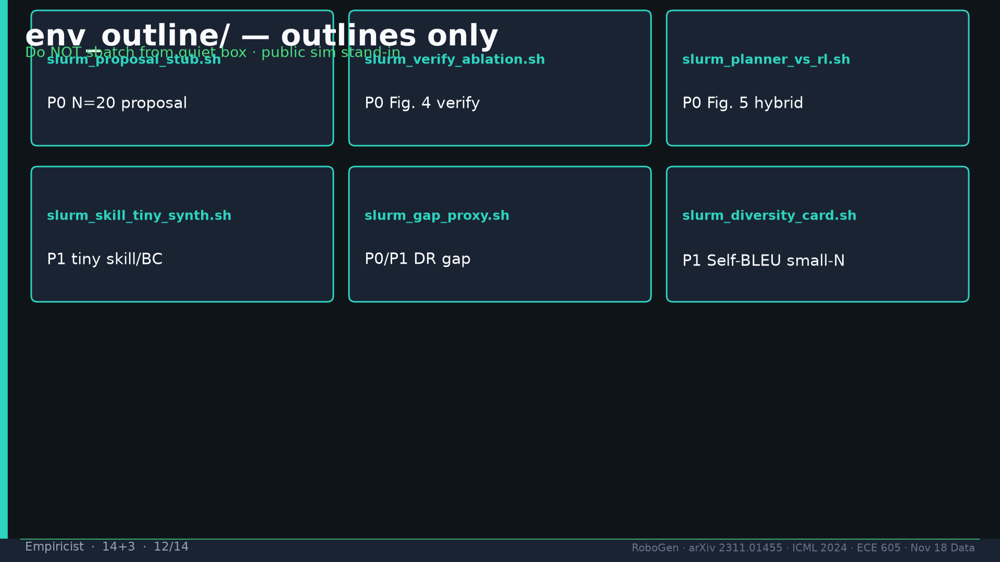 env_outline/ — outlines only
Do NOT sbatch from quiet box · public sim stand-in
slurm_proposal_stub.sh
P0 N=20 proposal
slurm_verify_ablation.sh
P0 Fig. 4 verify
slurm_planner_vs_rl.sh
P0 Fig. 5 hybrid
slurm_skill_tiny_synth.sh
P1 tiny skill/BC
slurm_gap_proxy.sh
P0/P1 DR gap
slurm_diversity_card.sh
P1 Self-BLEU small-N
Empiricist · 14+3 · 12/14
RoboGen · arXiv 2311.01455 · ICML 2024 · ECE 605 · Nov 18 Data